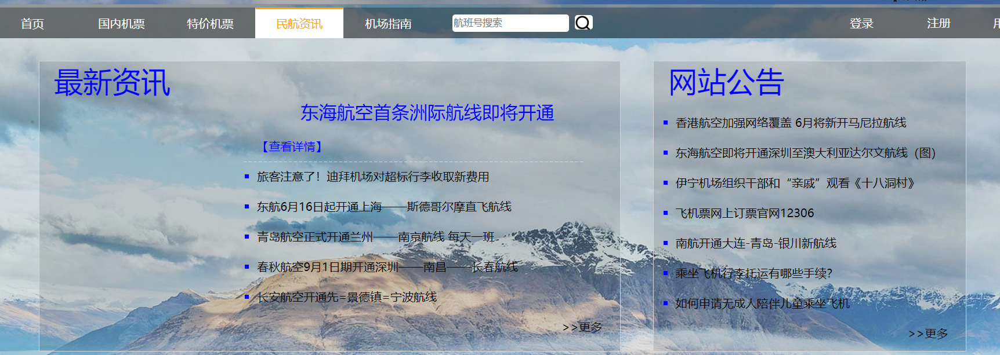 首页 国内机票 特价机票 民航资讯 机场指南 航班号搜索 登录 注册
最新资讯
东海航空首条洲际航线即将开通
【查看详情】
旅客注意了！迪拜机场对超标行李收取新费用
东航6月16日起开通上海——斯德哥尔摩直飞航线
青岛航空正式开通兰州——南京航线 每天一班
春秋航空9月1日期开通深圳——南昌——长春航线
长安航空开通先=景德镇=宁波航线
>>更多
网站公告
香港航空加强网络覆盖 6月将新开马尼拉航线
东海航空即将开通深圳至澳大利亚达尔文航线（图）
伊宁机场组织干部和“亲戚”观看《十八洞村》
飞机票网上订票官网12306
南航开通大连-青岛-银川新航线
乘坐飞机行李托运有哪些手续?
如何申请无成人陪伴儿童乘坐飞机
>>更多